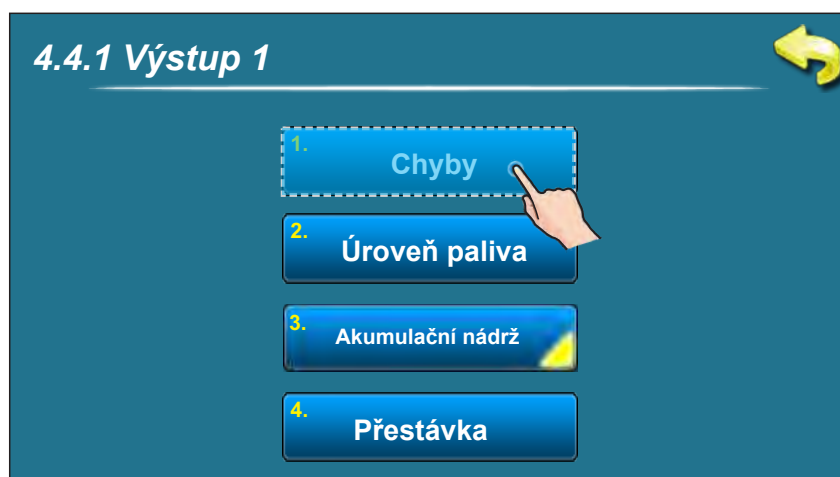 4.4.1 Výstup 1
1.
Chyby
2.
Úroveň paliva
3.
Akumulační nádrž
4.
Přestávka